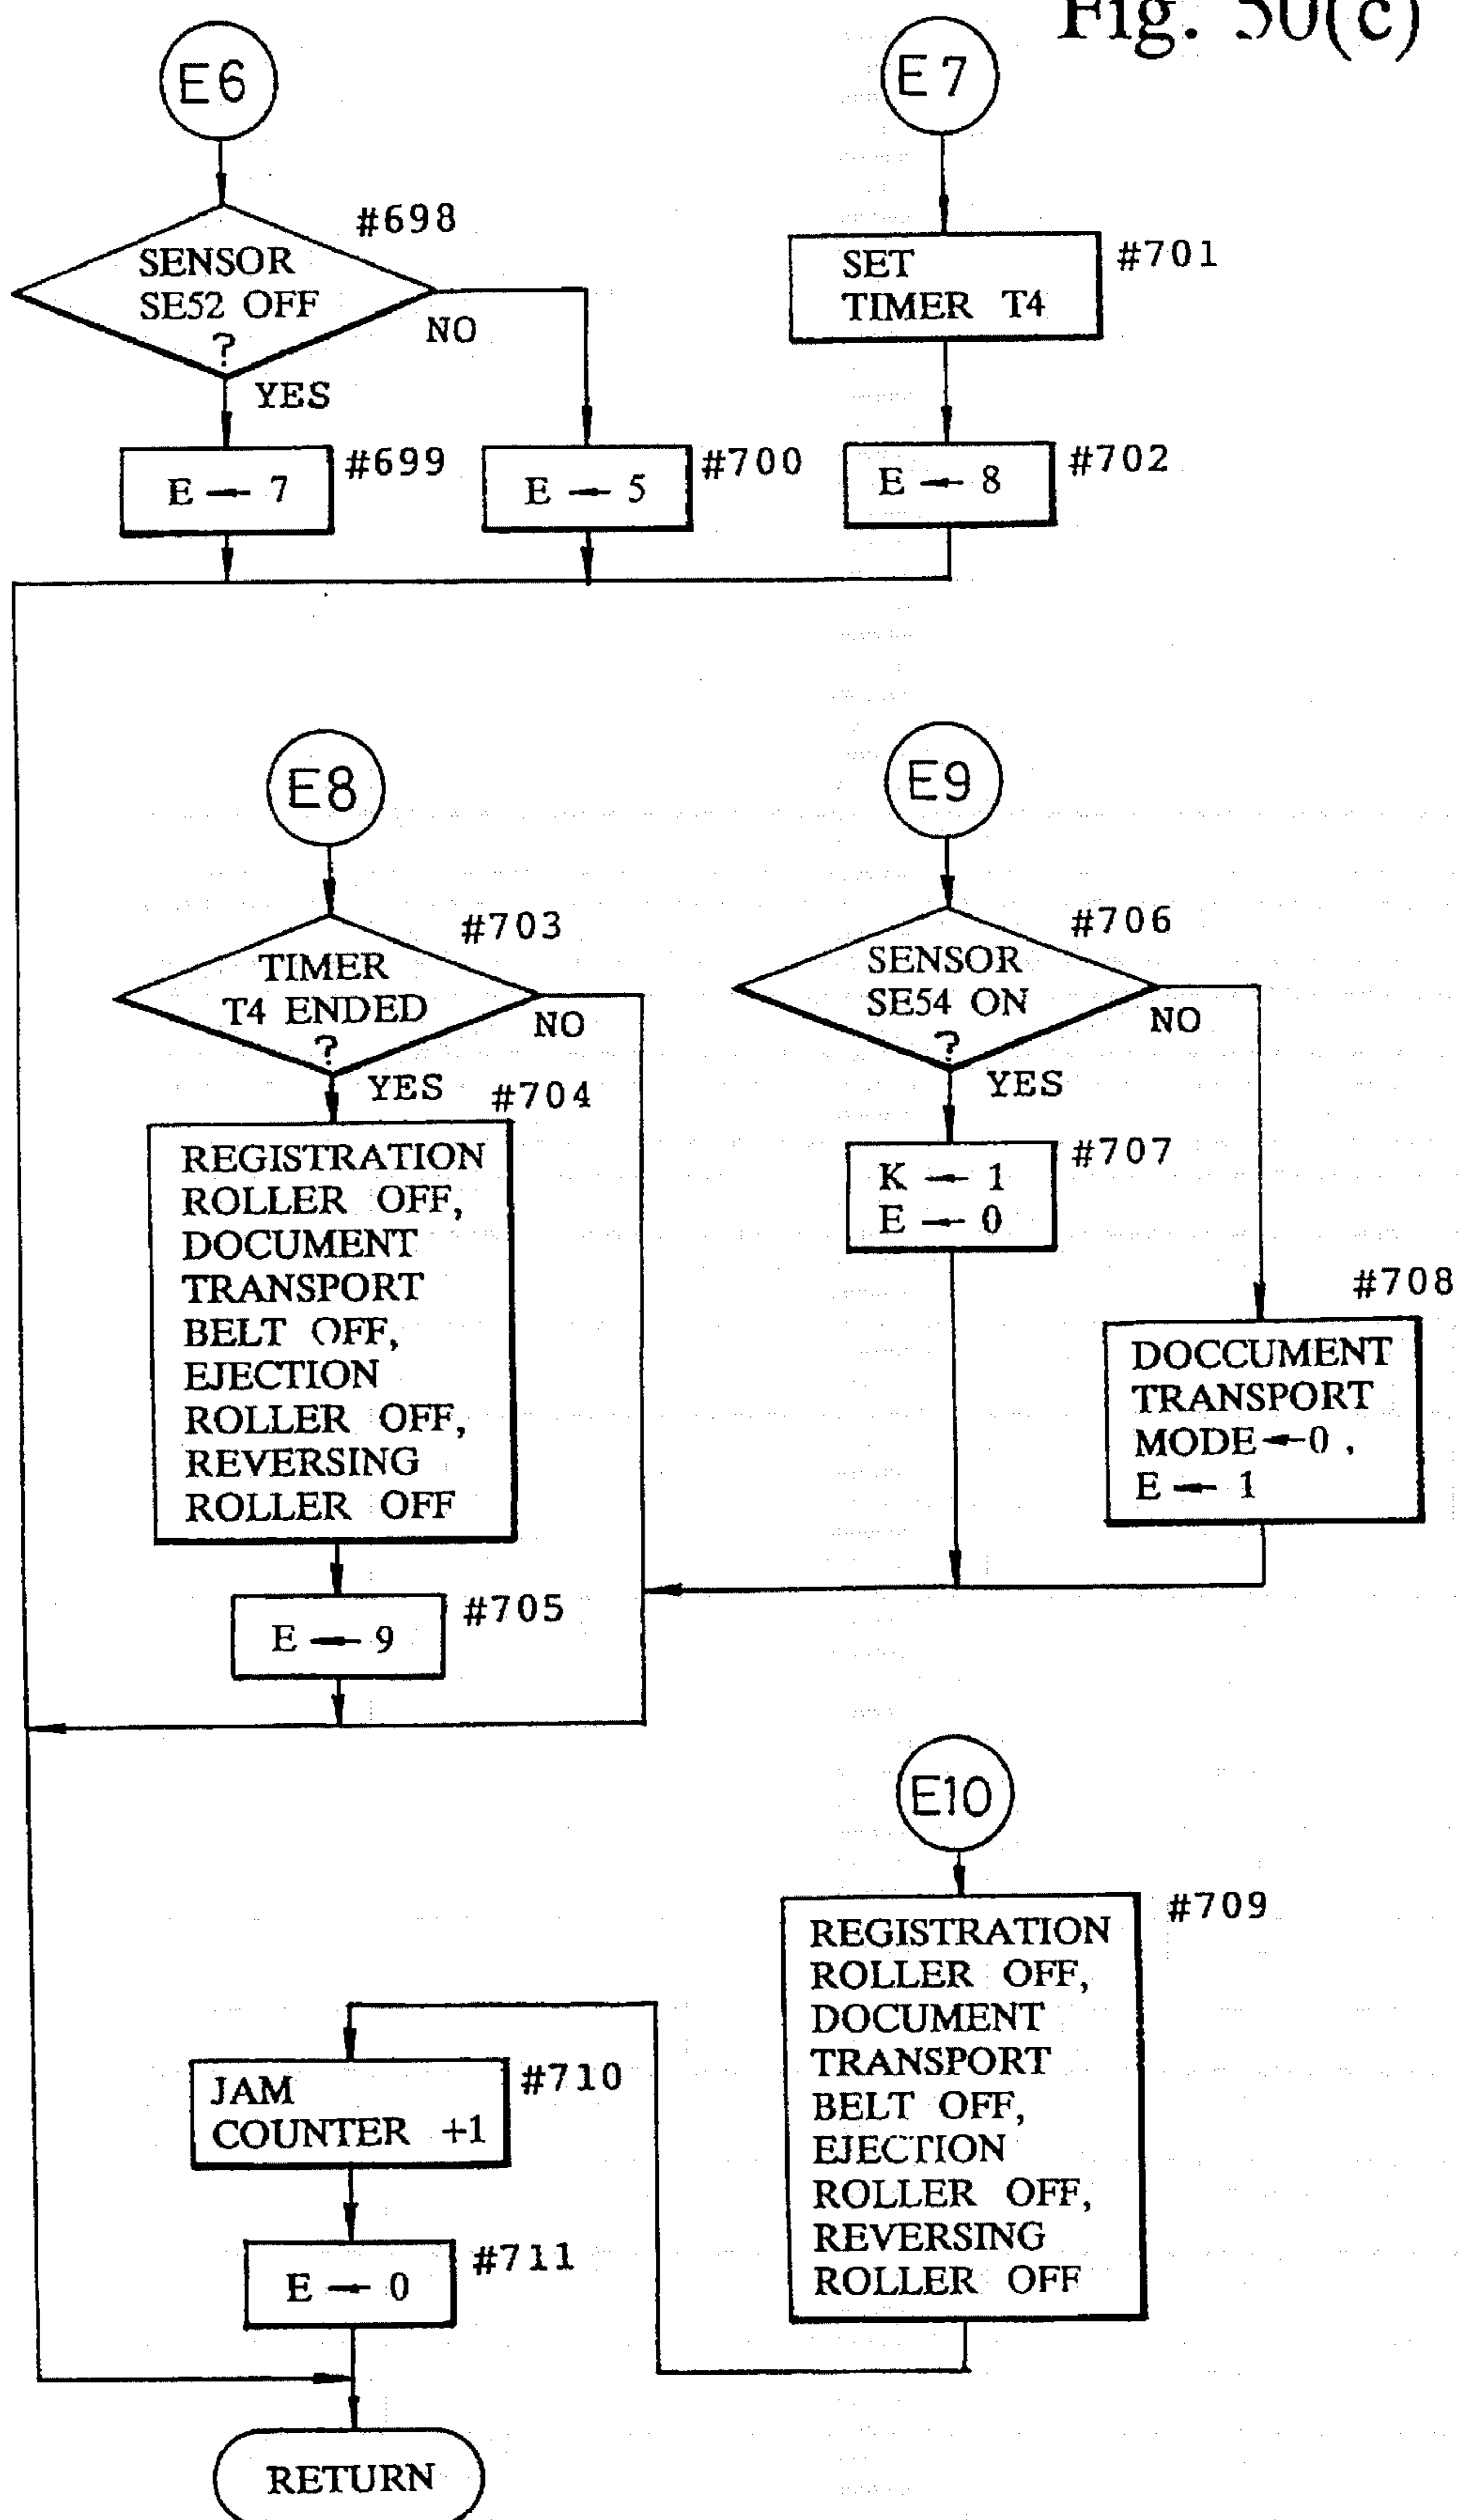 Fig. 50(c)
E6
E7
#698
SENSOR
SE52 OFF
?
NO
YES
#701
SET
TIMER T4
E ← 7
#699
E ← 5
#700
E ← 8
#702
E8
E9
#703
TIMER
T4 ENDED
?
NO
YES
#704
REGISTRATION
ROLLER OFF,
DOCUMENT
TRANSPORT
BELT OFF,
EJECTION
ROLLER OFF,
REVERSING
ROLLER OFF
E ← 9
#705
#706
SENSOR
SE54 ON
?
NO
YES
#707
K ← 1
E ← 0
#708
DOCCUMENT
TRANSPORT
MODE ← 0 ,
E ← 1
E10
#709
REGISTRATION
ROLLER OFF,
DOCUMENT
TRANSPORT
BELT OFF,
EJECTION
ROLLER OFF,
REVERSING
ROLLER OFF
JAM
COUNTER +1
#710
E ← 0
#711
RETURN